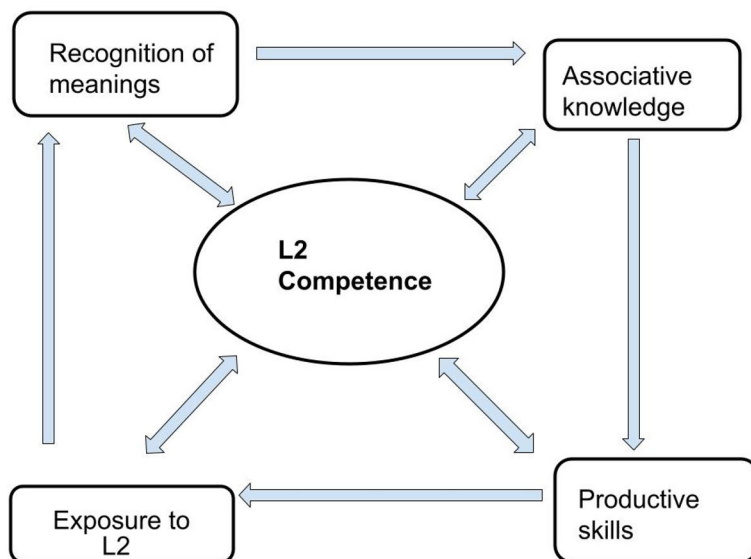 Recognition of
meanings
Associative
knowledge
L2
Competence
Exposure to
L2
Productive
skills